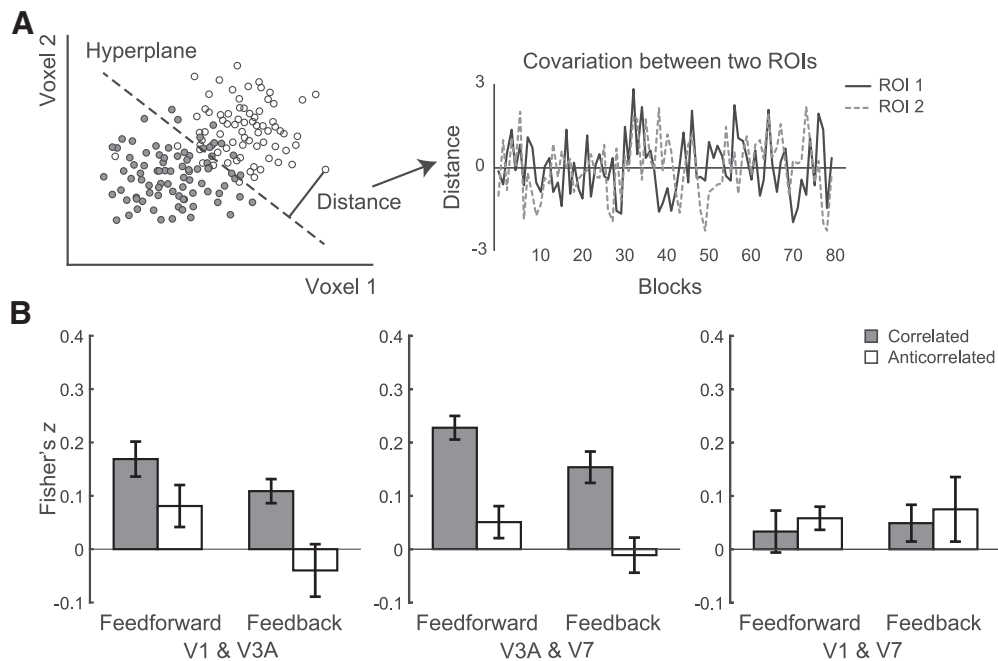 A
Voxel 2
Hyperplane
Distance
Voxel 1
Covariation between two ROIs
ROI 1
ROI 2
3
0
-3
Distance
10 20 30 40 50 60 70 80
Blocks
B
Correlated
Anticorrelated
Fisher's z
0.4
0.3
0.2
0.1
0
-0.1
Feedforward Feedback
V1 & V3A
0.4
0.3
0.2
0.1
0
-0.1
Feedforward Feedback
V3A & V7
0.4
0.3
0.2
0.1
0
-0.1
Feedforward Feedback
V1 & V7